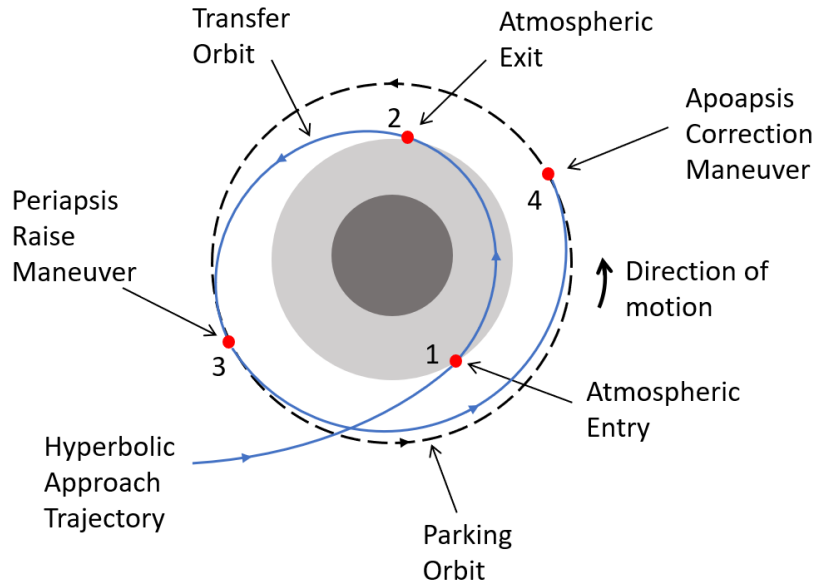 Transfer
Orbit
Atmospheric
Exit
2
Apoapsis
Correction
Maneuver
4
Periapsis
Raise
Maneuver
Direction of
motion
3
1
Atmospheric
Entry
Hyperbolic
Approach
Trajectory
Parking
Orbit